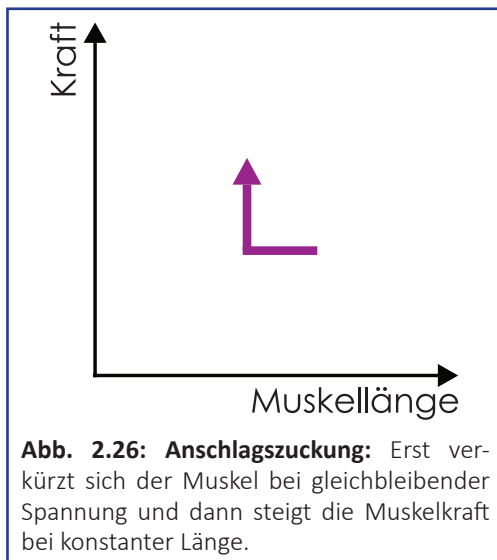 Kraft
Muskellänge
Abb. 2.26: Anschlagszuckung: Erst ver-
kürzt sich der Muskel bei gleichbleibender
Spannung und dann steigt die Muskelkraft
bei konstanter Länge.